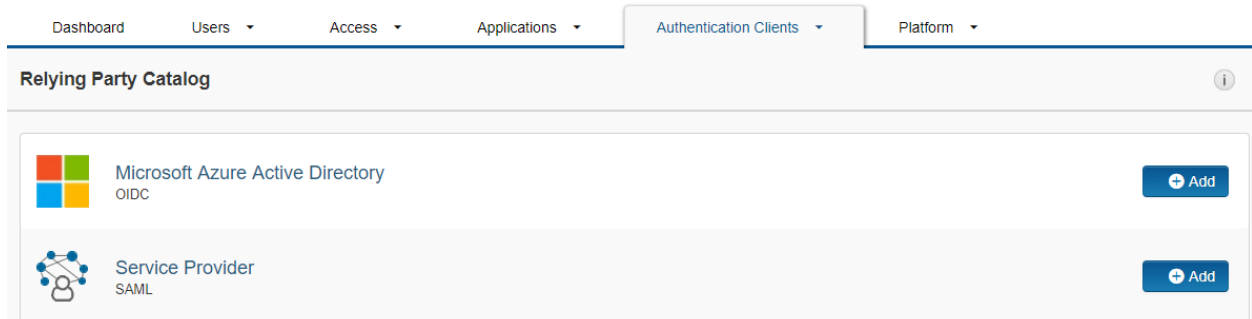 Dashboard Users Access Applications Authentication Clients Platform
Relying Party Catalog i
Microsoft Azure Active Directory
OIDC
Add
Service Provider
SAML
Add